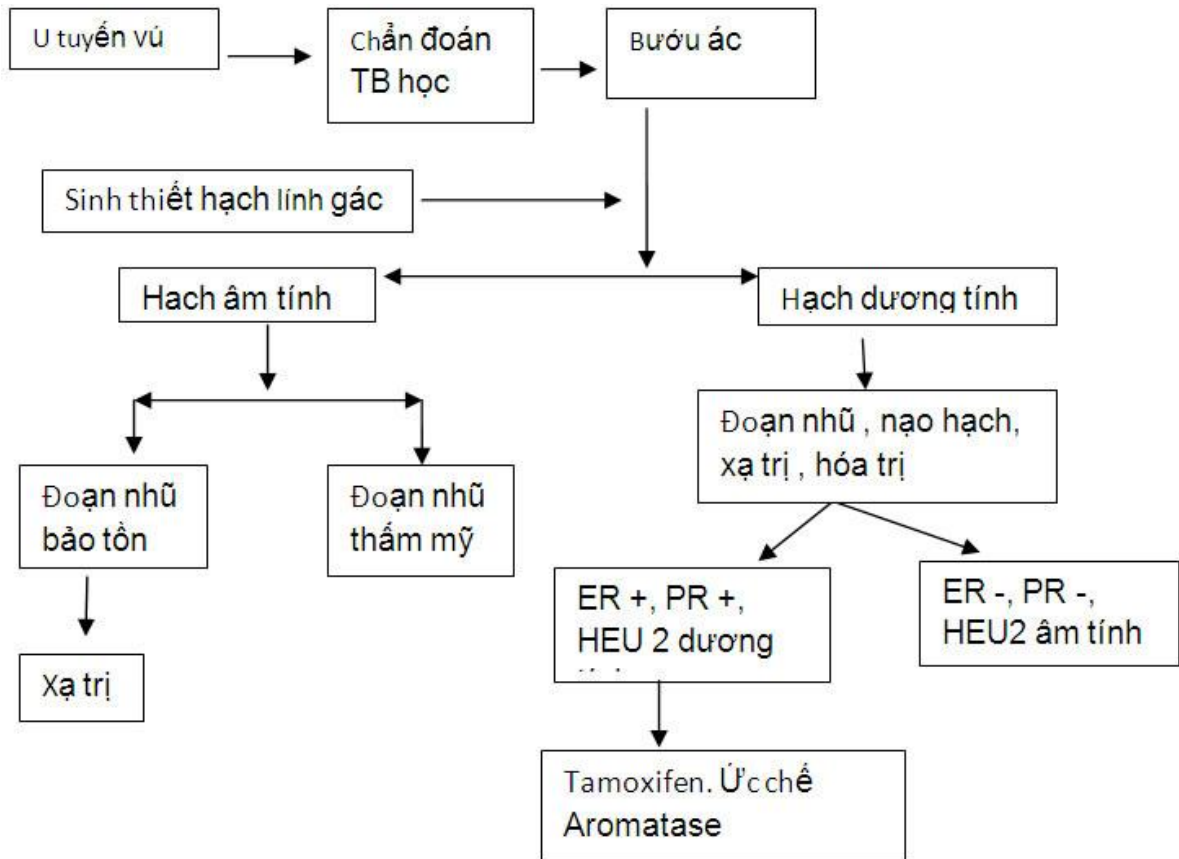 U tuyến vú
Chẩn đoán
TB học
Bướu ác
Sinh thiết hạch lính gác
Hach âm tính
Hạch dương tính
Đoạn nhũ , nạo hạch,
xạ trị , hóa trị
Đoạn nhũ
bảo tồn
Đoạn nhũ
thẩm mỹ
ER +, PR +,
HEU 2 dương
ER -, PR -,
HEU2 âm tính
Xạ trị
Tamoxifen. Ức chế
Aromatase